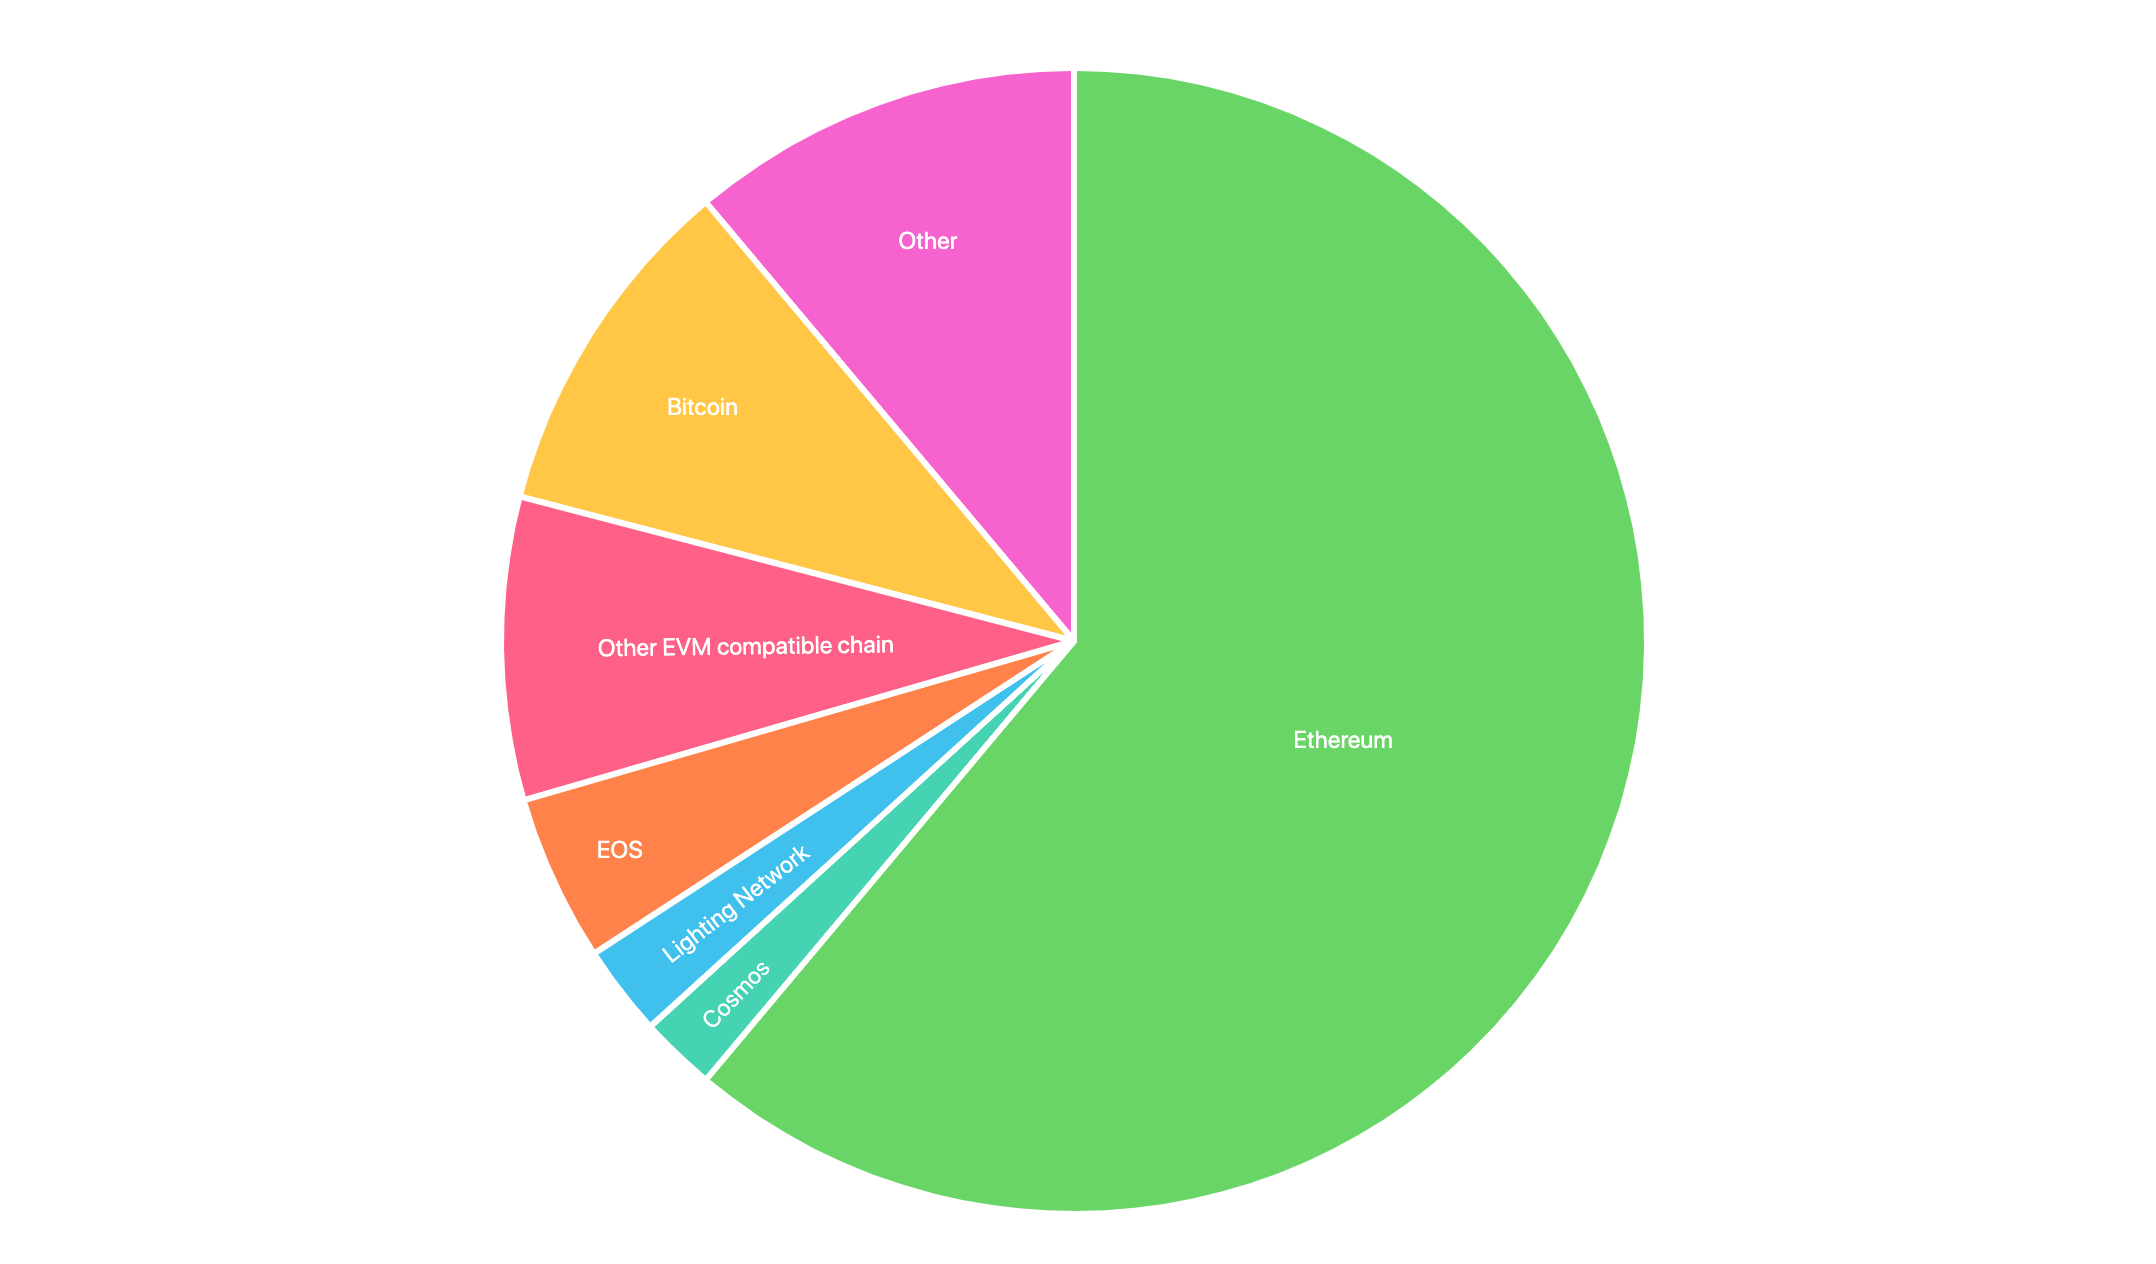 Other
Bitcoin
Other EVM compatible chain
Ethereum
EOS
Lighting Network
Cosmos